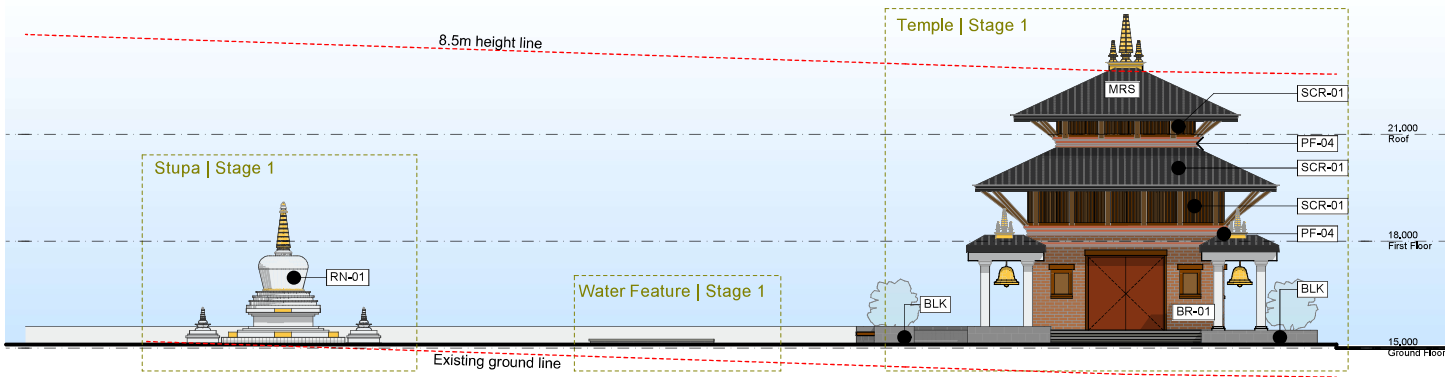 Temple | Stage 1
8.5m height line
MRS
SCR-01
21,000
Roof
PF-04
Stupa | Stage 1
SCR-01
SCR-01
PF-04
18,000
First Floor
RN-01
Water Feature | Stage 1
BLK
BLK
BR-01
15,000
Ground Floor
Existing ground line